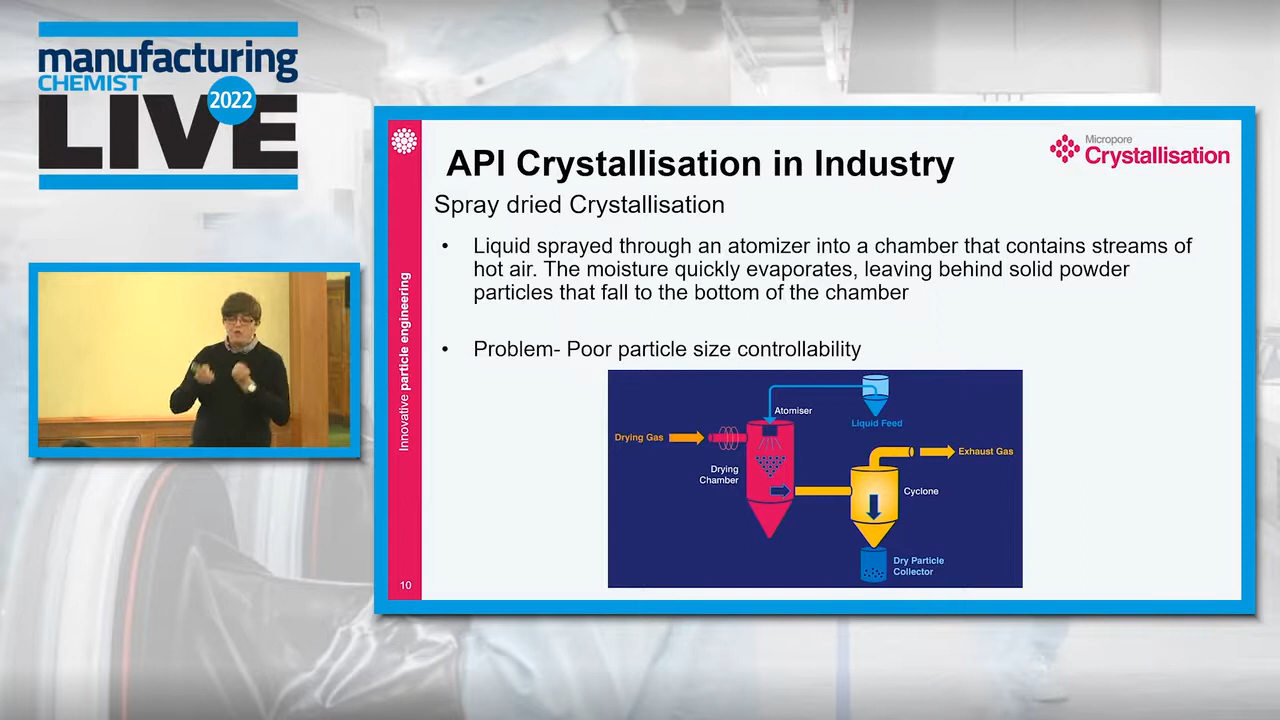 manufacturing
CHEMIST
LIVE
2022
API Crystallisation in Industry
Micropore
Crystallisation
Spray dried Crystallisation
• Liquid sprayed through an atomizer into a chamber that contains streams of
hot air. The moisture quickly evaporates, leaving behind solid powder
particles that fall to the bottom of the chamber
• Problem- Poor particle size controllability
Atomiser
Liquid Feed
Drying Gas
Exhaust Gas
Drying
Chamber
Cyclone
Dry Particle
Collector
Innovative particle engineering
10